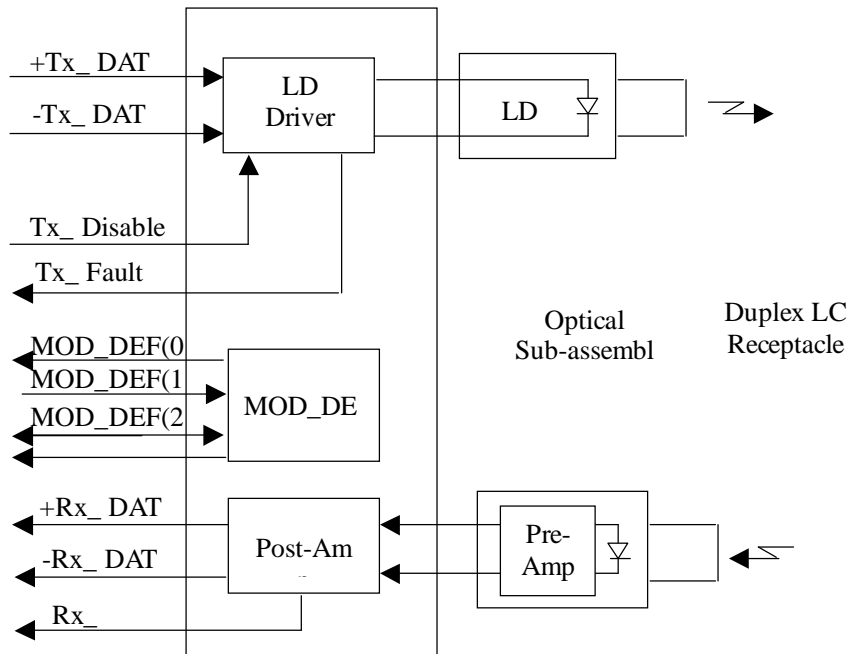 +Tx_ DAT
LD
Driver
LD
-Tx_ DAT
Tx_ Disable
Tx_ Fault
Optical
Sub-assembl
Duplex LC
Receptacle
MOD_DEF(0
MOD_DEF(1
MOD_DEF(2
MOD_DE
+Rx_ DAT
-Rx_ DAT
Rx_
Post-Am
Pre-
Amp